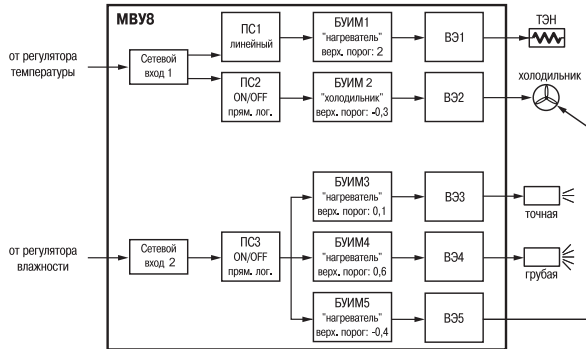 МВУ8
от регулятора
температуры
Сетевой
вход 1
ПС1
линейный
БУИМ1
"нагреватель"
верх. порог: 2
ВЭ1
ТЭН
ПС2
ON/OFF
прям. лог.
БУИМ 2
"холодильник"
верх. порог: -0,3
ВЭ2
холодильник
БУИМ3
"нагреватель"
верх. порог: 0,1
ВЭ3
точная
от регулятора
влажности
Сетевой
вход 2
ПС3
ON/OFF
прям. лог.
БУИМ4
"нагреватель"
верх. порог: 0,6
ВЭ4
грубая
БУИМ5
"нагреватель"
верх. порог: -0,4
ВЭ5